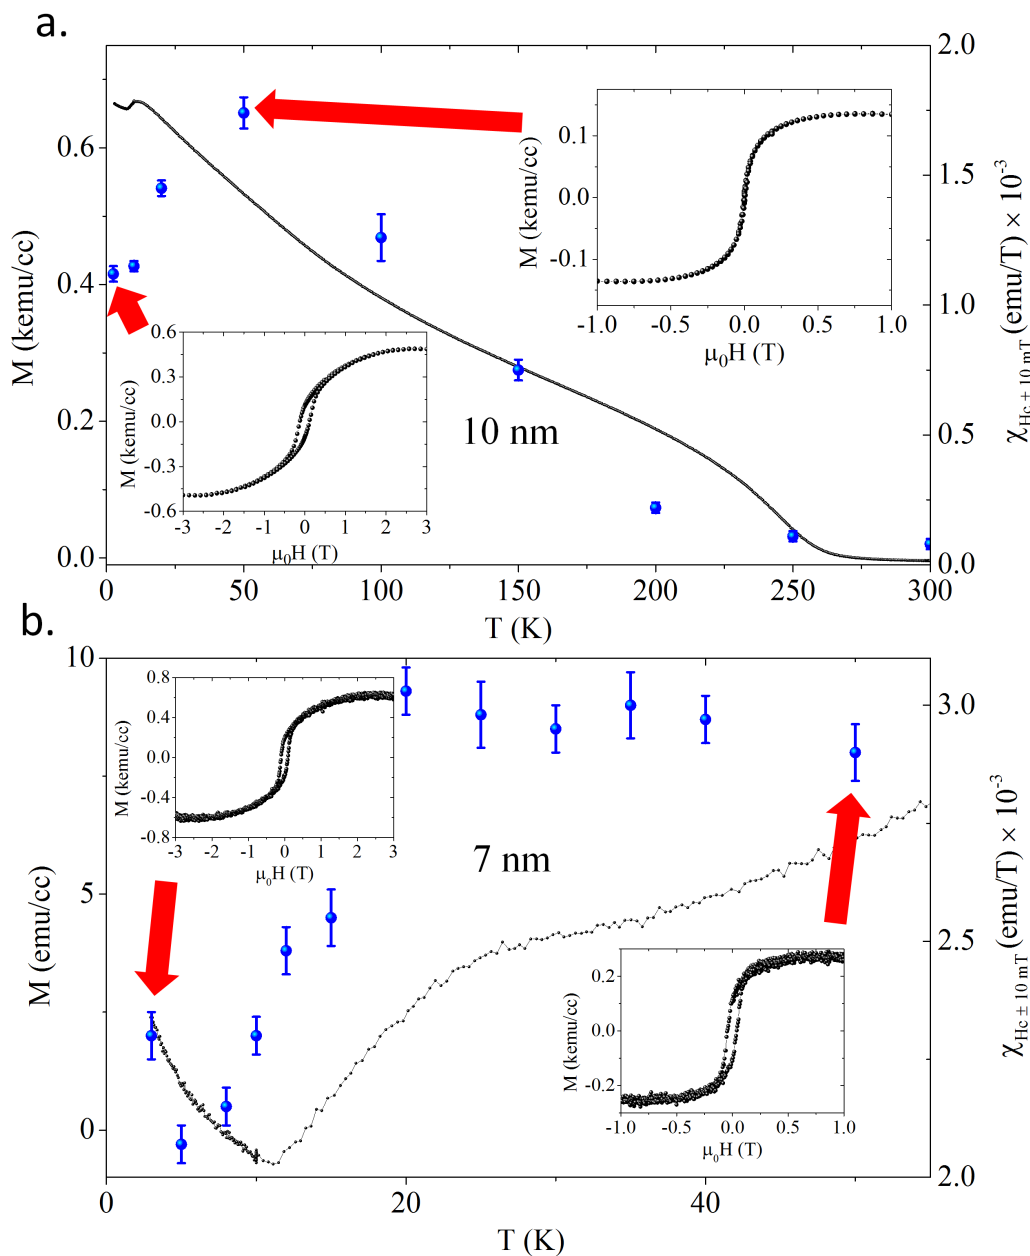 a.
2.0
0.6
0.1
0.0
-0.1
M (kemu/cc)
-1.0 -0.5 0.0 0.5 1.0
μ₀H (T)
1.5
M (kemu/cc)
0.4
1.0
χHc ± 10 mT (emu/T) × 10⁻³
0.6
0.3
0.0
-0.3
-0.6
M (kemu/cc)
-3 -2 -1 0 1 2 3
μ₀H (T)
10 nm
0.2
0.5
0.0
0.0
0 50 100 150 200 250 300
T (K)
b.
10
0.8
0.4
0.0
-0.4
-0.8
M (kemu/cc)
-3 -2 -1 0 1 2 3
μ₀H (T)
3.0
7 nm
M (emu/cc)
5
2.5
χHc ± 10 mT (emu/T) × 10⁻³
0.2
0.0
-0.2
M (kemu/cc)
-1.0 -0.5 0.0 0.5 1.0
μ₀H (T)
0
2.0
0 20 40
T (K)